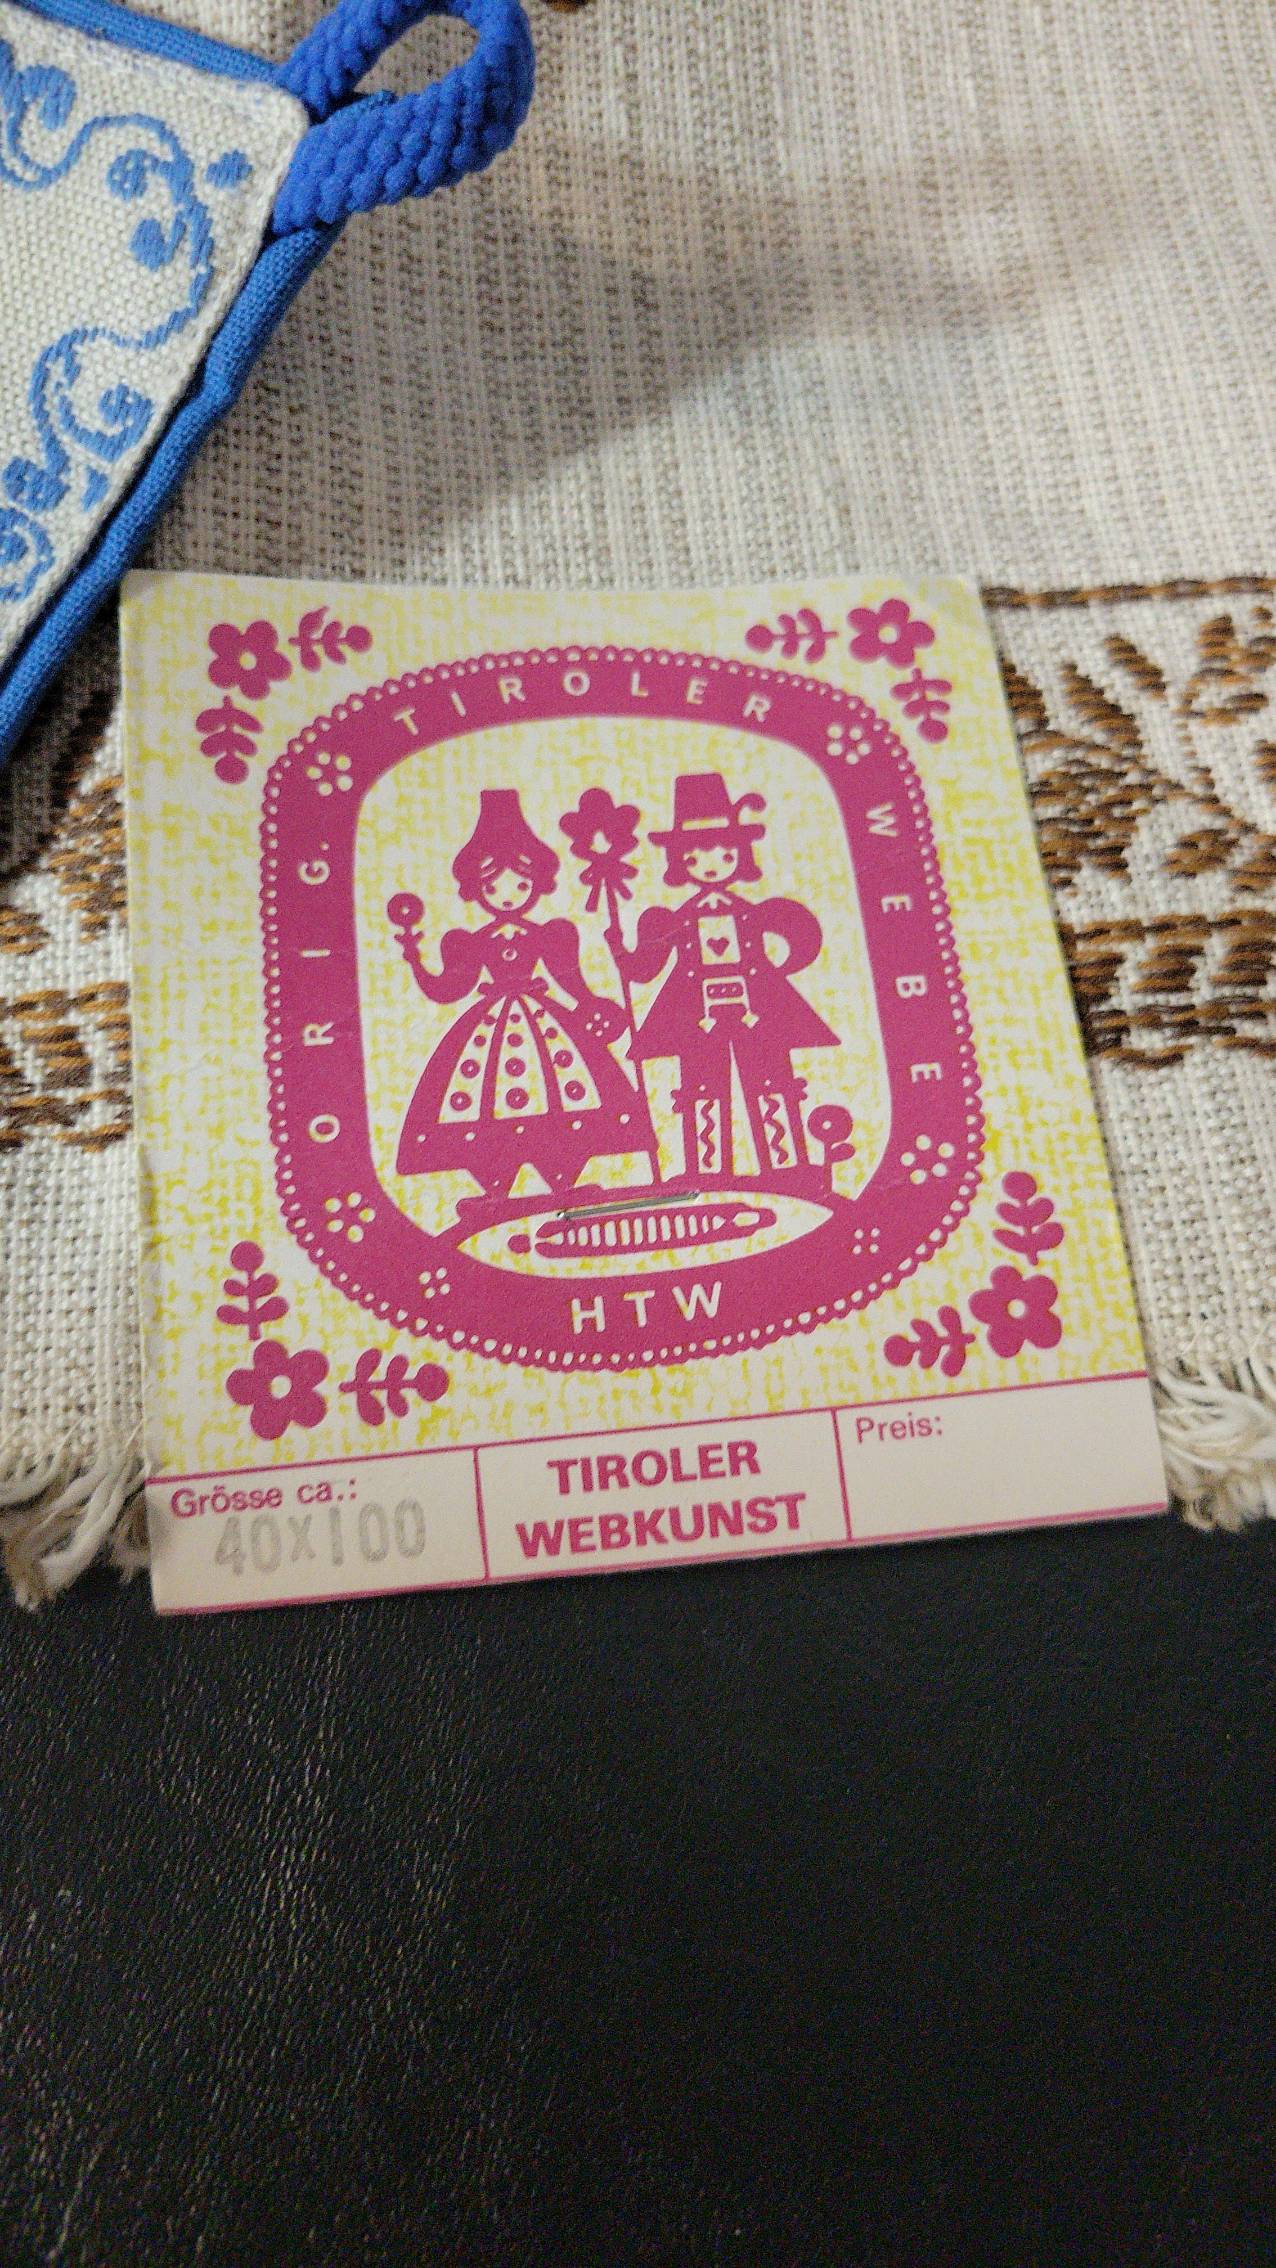 ORIG. TIROLER WEBE
HTW
Grösse ca.:
40x100
TIROLER
WEBKUNST
Preis: